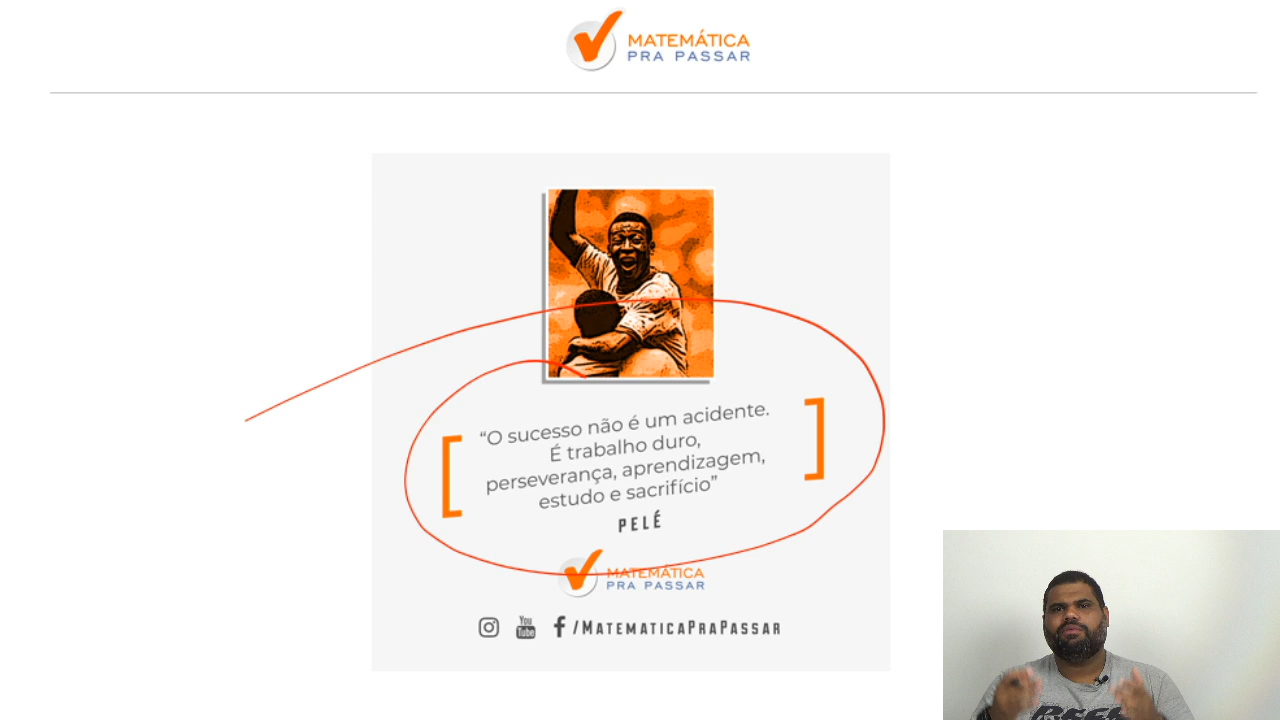 MATEMÁTICA
PRA PASSAR
“O sucesso não é um acidente.
É trabalho duro,
perseverança, aprendizagem,
estudo e sacrifício”
PELÉ
MATEMÁTICA
PRA PASSAR
You
Tube
/MATEMATICAPRAPASSAR